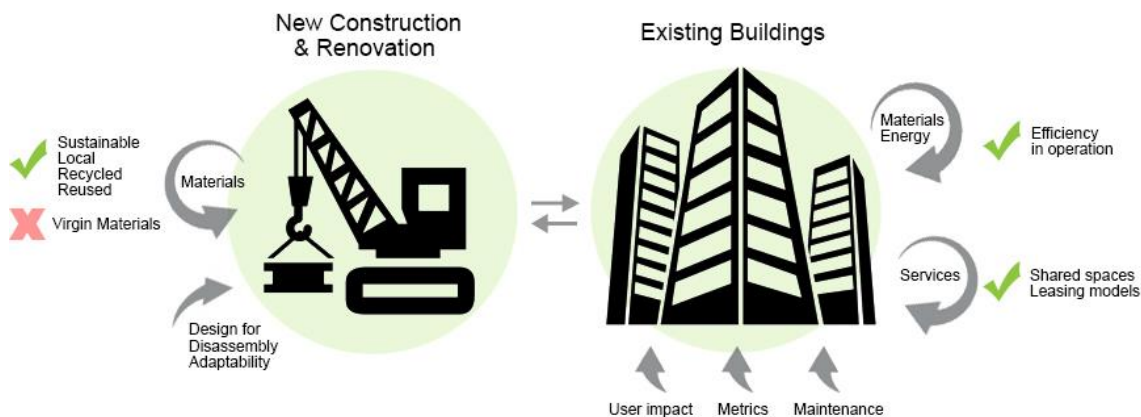 New Construction
& Renovation
Existing Buildings
Sustainable
Local
Recycled
Reused
Virgin Materials
Materials
Design for
Disassembly
Adaptability
Materials
Energy
Efficiency
in operation
Services
Shared spaces
Leasing models
User impact
Metrics
Maintenance